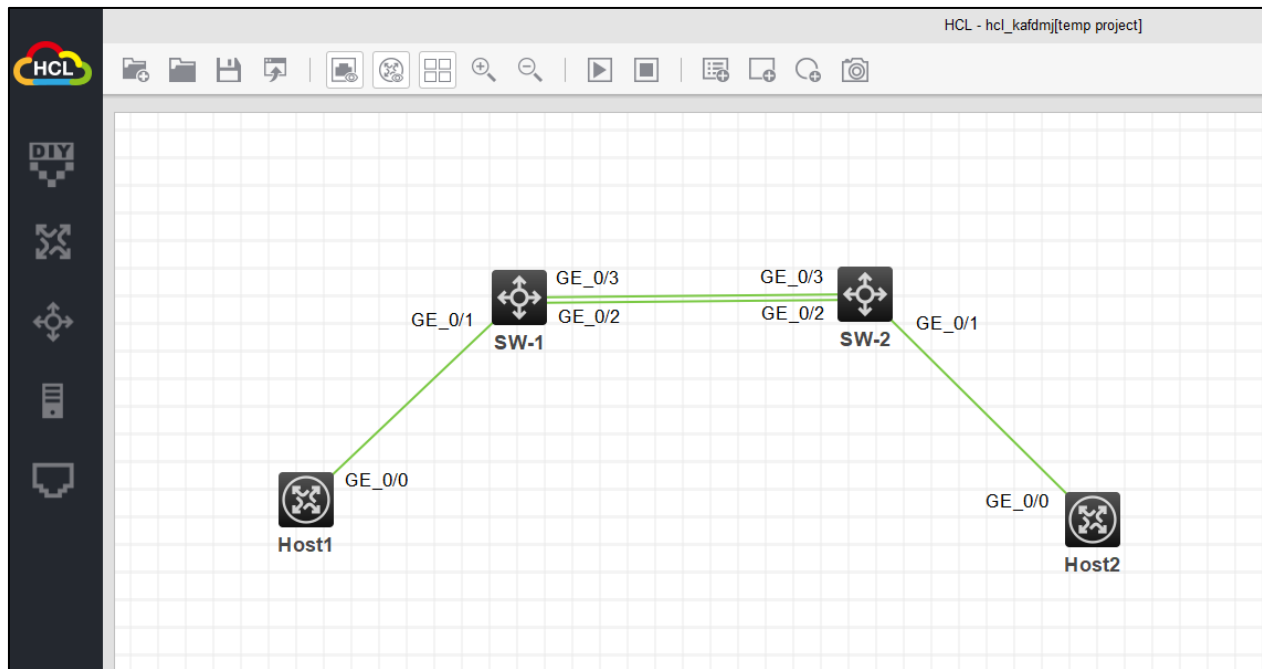 HCL - hcl_kafdmj[temp project]
HCL
DIY
GE_0/3
GE_0/3
GE_0/1
GE_0/2
GE_0/2
GE_0/1
SW-1
SW-2
GE_0/0
GE_0/0
Host1
Host2